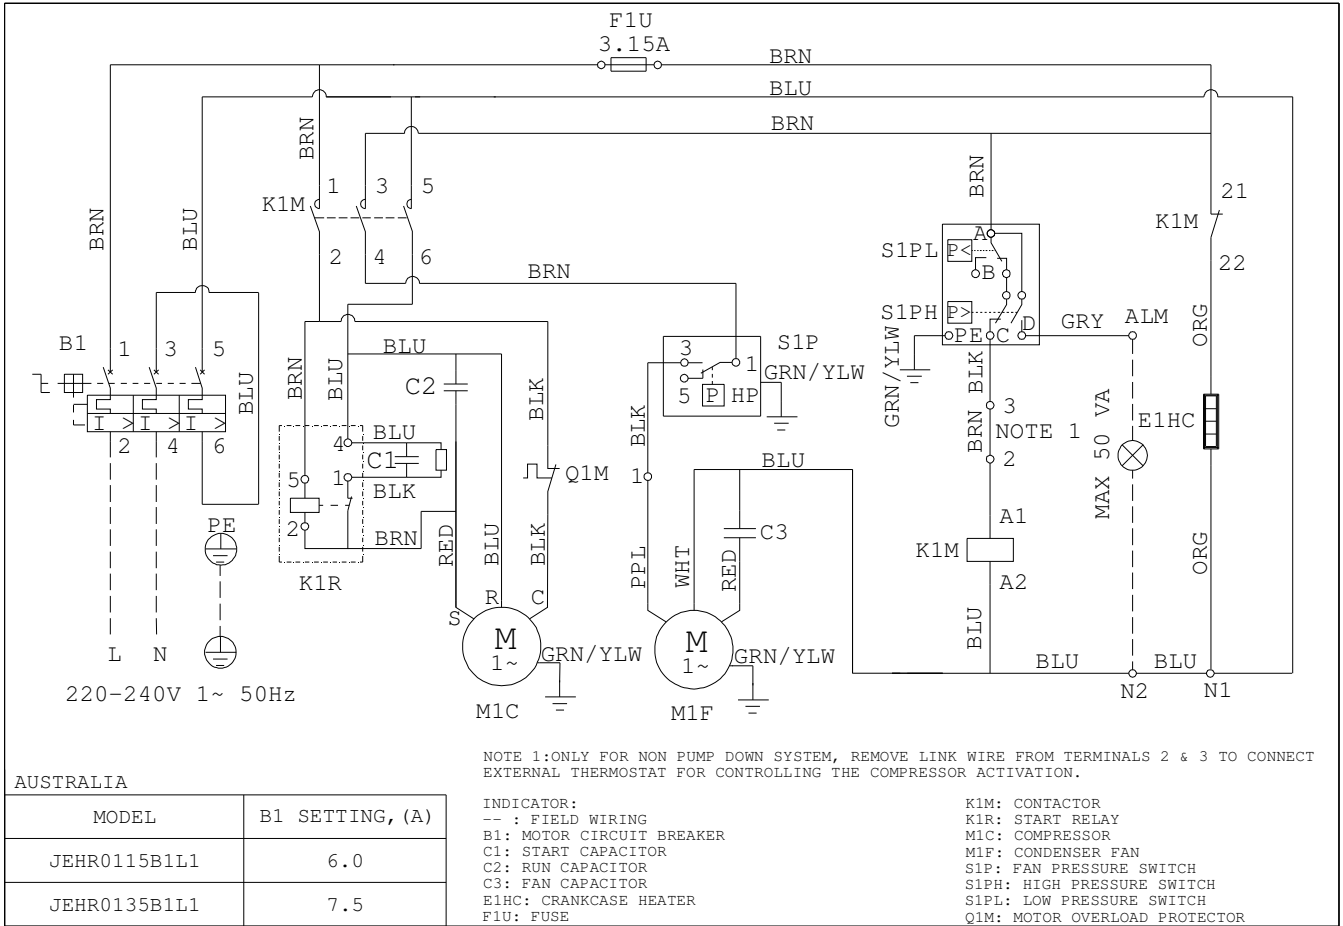 F1U
3.15A
BRN
BLU
BRN
BRN
BRN
1 3 5
K1M
2 4 6
BRN
BLU
21
K1M
22
A
S1PL P<
B
S1PH P>
PE C D
GRY ALM
ORG
BRN
B1 1 3 5
BLU
I > I > I >
2 4 6
BRN
BLU
BLU
C2
BLK
3 1
5 P HP
S1P
GRN/YLW
GRN/YLW
BLK
3
NOTE 1
2
BRN
MAX 50 VA
E1HC
BLU
4
C1
5 1
BLK
2
BRN
K1R
Q1M
BLK
1
BLU
C3
RED
BLU
BLK
PPL
WHT
RED
A1
K1M
A2
BLU
ORG
PE
L N
220-240V 1~ 50Hz
S R C
M
1~
GRN/YLW
M1C
M
1~
GRN/YLW
M1F
BLU
BLU
N2 N1
NOTE 1:ONLY FOR NON PUMP DOWN SYSTEM, REMOVE LINK WIRE FROM TERMINALS 2 & 3 TO CONNECT
EXTERNAL THERMOSTAT FOR CONTROLLING THE COMPRESSOR ACTIVATION.
AUSTRALIA
MODEL B1 SETTING,(A)
JEHR0115B1L1 6.0
JEHR0135B1L1 7.5
INDICATOR:
-- : FIELD WIRING
B1: MOTOR CIRCUIT BREAKER
C1: START CAPACITOR
C2: RUN CAPACITOR
C3: FAN CAPACITOR
E1HC: CRANKCASE HEATER
F1U: FUSE
K1M: CONTACTOR
K1R: START RELAY
M1C: COMPRESSOR
M1F: CONDENSER FAN
S1P: FAN PRESSURE SWITCH
S1PH: HIGH PRESSURE SWITCH
S1PL: LOW PRESSURE SWITCH
Q1M: MOTOR OVERLOAD PROTECTOR